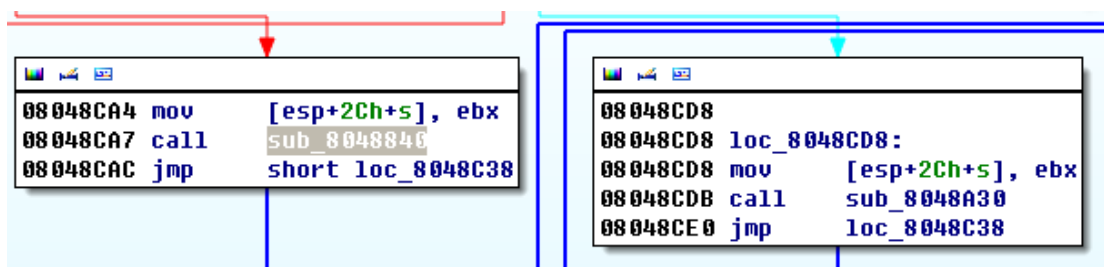 08048CA4 mov [esp+2Ch+s], ebx
08048CA7 call sub_8048840
08048CAC jmp short loc_8048C38
08048CD8
08048CD8 loc_8048CD8:
08048CD8 mov [esp+2Ch+s], ebx
08048CDB call sub_8048A30
08048CE0 jmp loc_8048C38